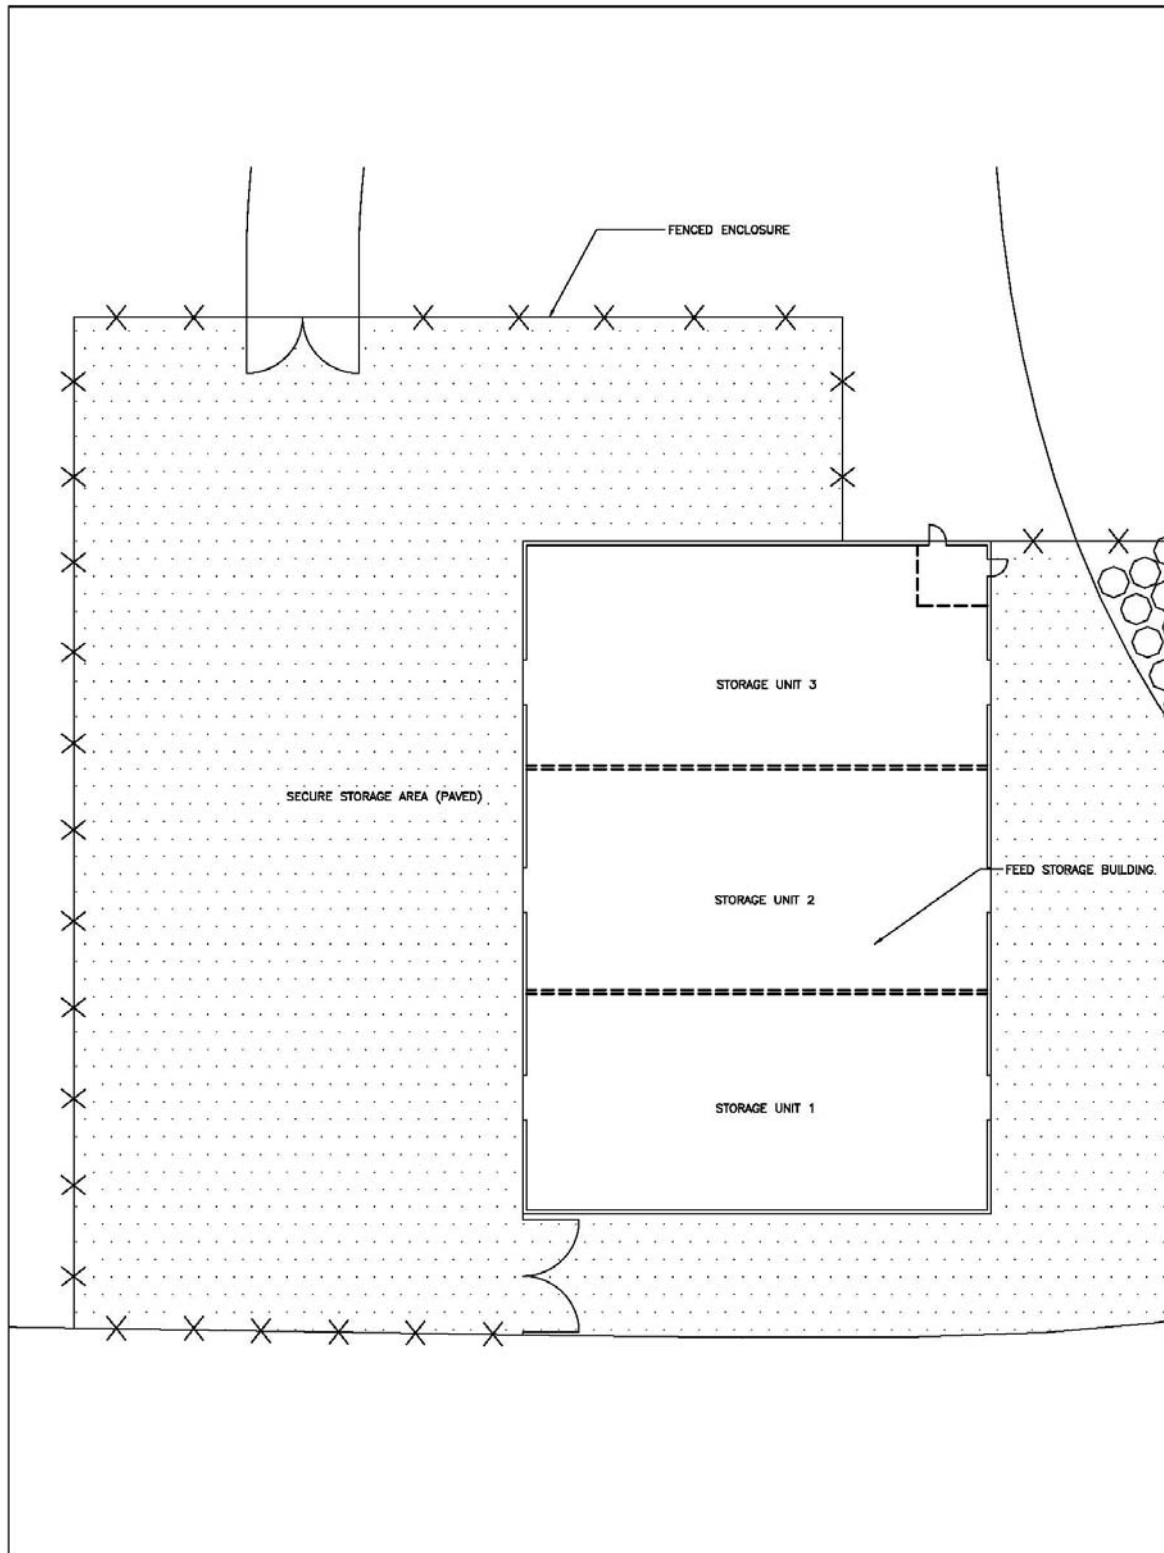 FENCED ENCLOSURE
STORAGE UNIT 3
SECURE STORAGE AREA (PAVED)
FEED STORAGE BUILDING.
STORAGE UNIT 2
STORAGE UNIT 1